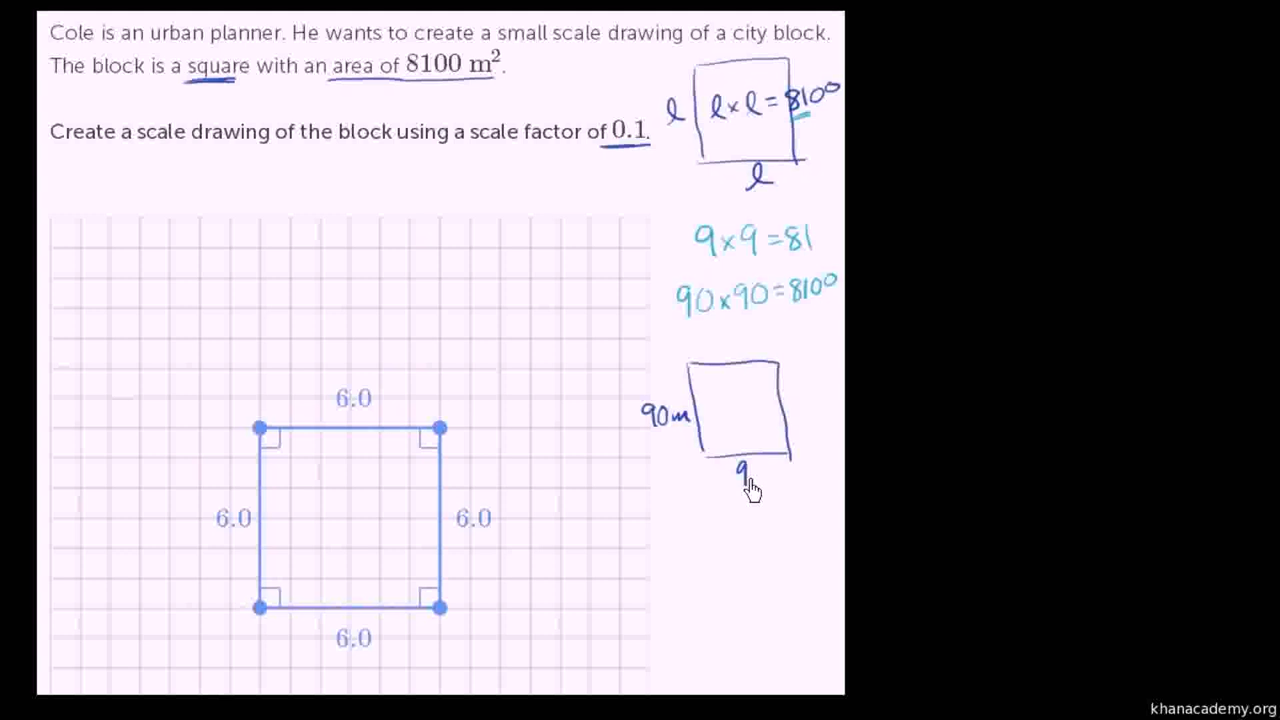 Cole is an urban planner. He wants to create a small scale drawing of a city block.
The block is a square with an area of 8100 m².
Create a scale drawing of the block using a scale factor of 0.1.
l l×l=8100
l
9×9=81
90×90=8100
6.0
90m
9
6.0 6.0
6.0
khanacademy.org